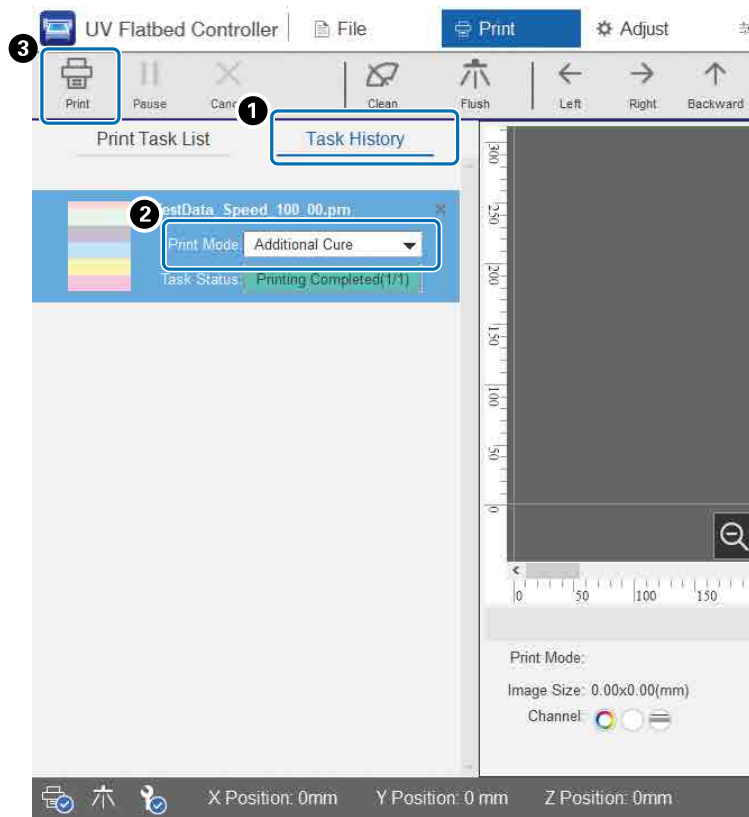 UV Flatbed Controller File Print Adjust
3
Print Pause Canc Clean Flush Left Right Backward
1
Print Task List Task History
2
estData_Speed_100_00.prn
Print Mode: Additional Cure
Task Status: Printing Completed(1/1)
300
250
200
150
100
50
0
0 50 100 150
Print Mode:
Image Size: 0.00x0.00(mm)
Channel:
X Position: 0mm Y Position: 0 mm Z Position: 0mm